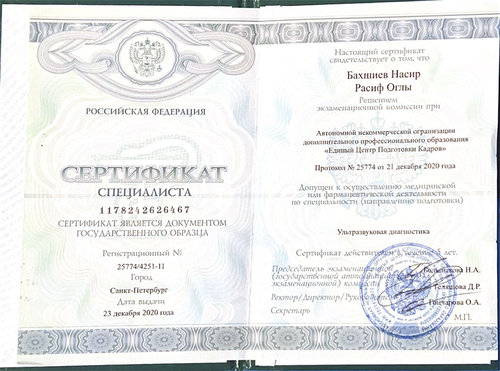 РОССИЙСКАЯ ФЕДЕРАЦИЯ
СЕРТИФИКАТ
СПЕЦИАЛИСТА
1178242626467
СЕРТИФИКАТ ЯВЛЯЕТСЯ ДОКУМЕНТОМ
ГОСУДАРСТВЕННОГО ОБРАЗЦА
Регистрационный №
25774/4251-11
Город
Санкт-Петербург
Дата выдачи
23 декабря 2020 года
Настоящий сертификат
свидетельствует о том, что
Бахшиев Насир
Расиф Оглы
Решением
экзаменационной комиссии при
Автономной некоммерческой организации
дополнительного профессионального образования
«Единый Центр Подготовки Кадров»
Протокол № 25774 от 21 декабря 2020 года
Допущен к осуществлению медицинской
или фармацевтической деятельности
по специальности (направлению подготовки)
Ультразвуковая диагностика
Сертификат действителен в течение 5 лет.
Председатель экзаменационной
(Государственной аттестационной
экзаменационной) комиссии
Н.А.
Ректор/Директор/Руководитель
Телицова Д.Р.
Гончарова О.А.
Секретарь
М.П.